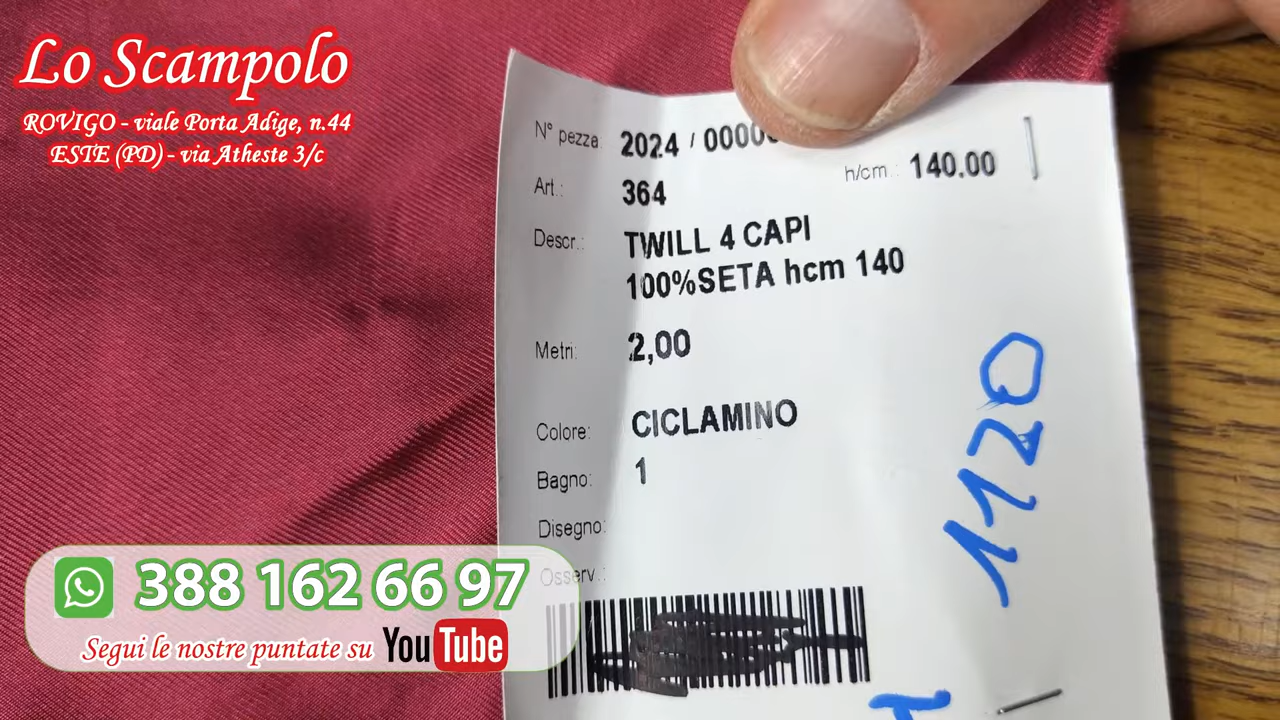 Lo Scampolo
ROVIGO - viale Porta Adige, n.44
ESTE (PD) - via Atheste 3/c
N° pezza: 2024 / 0000
h/cm.: 140.00
Art.: 364
Descr.: TWILL 4 CAPI
100%SETA hcm 140
Metri: 2,00
Colore: CICLAMINO
Bagno: 1
Disegno:
Osserv.:
1120
388 162 66 97
Segui le nostre puntate su YouTube